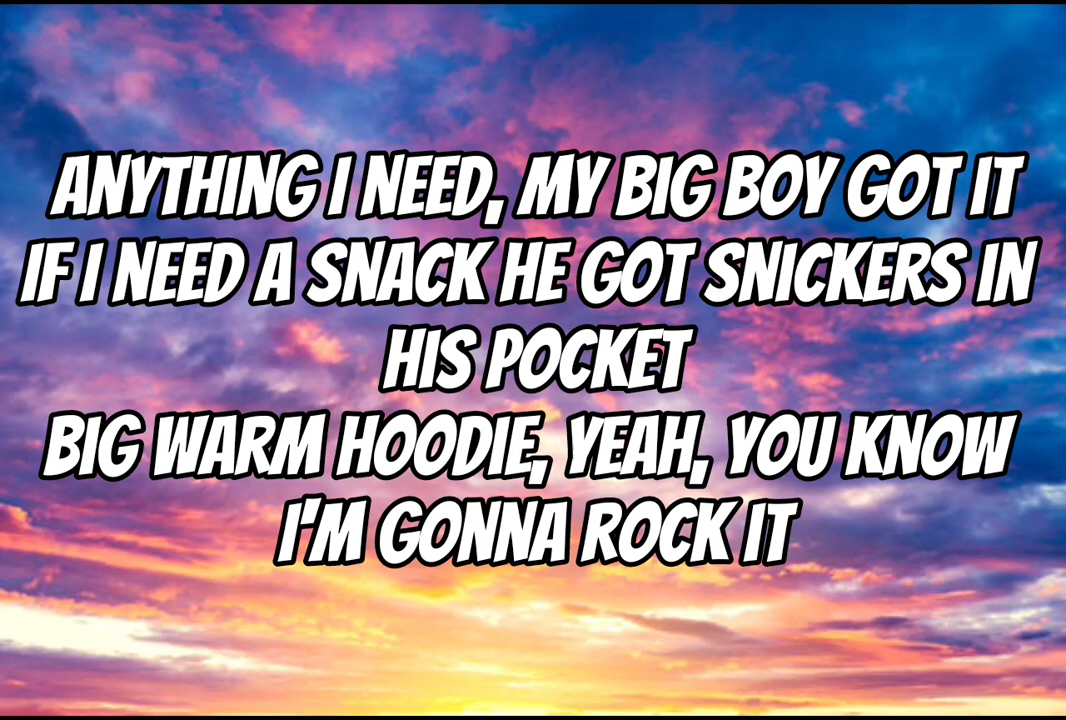 ANYTHING I NEED, MY BIG BOY GOT IT
IF I NEED A SNACK HE GOT SNICKERS IN
HIS POCKET
BIG WARM HOODIE, YEAH, YOU KNOW
I'M GONNA ROCK IT